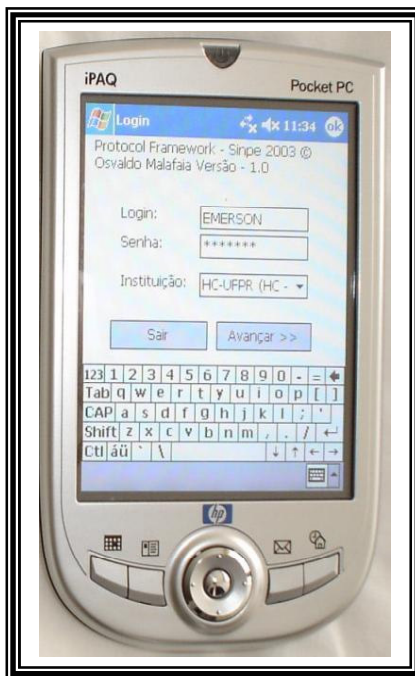 iPAQ Pocket PC
Login 11:34 ok
Protocol Framework - Sinpe 2003 ©
Osvaldo Malafaia Versão - 1.0
Login: EMERSON
Senha: *******
Instituição: HC-UFPR (HC -
Sair Avançar >>
123 1 2 3 4 5 6 7 8 9 0 - =
Tab q w e r t y u i o p [ ]
CAP a s d f g h j k l ; '
Shift z x c v b n m , . /
Ctl áü ` \
hp